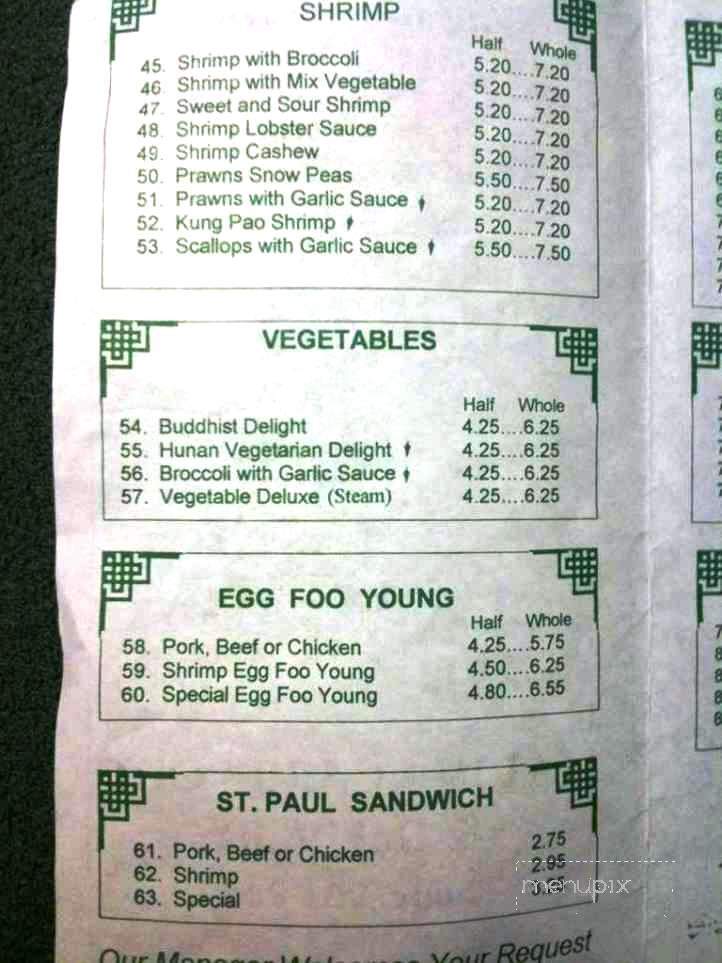 SHRIMP
Half Whole
45. Shrimp with Broccoli 5.20....7.20
46. Shrimp with Mix Vegetable 5.20....7.20
47. Sweet and Sour Shrimp 5.20....7.20
48. Shrimp Lobster Sauce 5.20....7.20
49. Shrimp Cashew 5.20....7.20
50. Prawns Snow Peas 5.50....7.50
51. Prawns with Garlic Sauce 5.20....7.20
52. Kung Pao Shrimp 5.20....7.20
53. Scallops with Garlic Sauce 5.50....7.50
VEGETABLES
Half Whole
54. Buddhist Delight 4.25....6.25
55. Hunan Vegetarian Delight 4.25....6.25
56. Broccoli with Garlic Sauce 4.25....6.25
57. Vegetable Deluxe (Steam) 4.25....6.25
EGG FOO YOUNG
Half Whole
58. Pork, Beef or Chicken 4.25....5.75
59. Shrimp Egg Foo Young 4.50....6.25
60. Special Egg Foo Young 4.80....6.55
ST. PAUL SANDWICH
61. Pork, Beef or Chicken 2.75
62. Shrimp 2.95
63. Special
menupix
Our Manager Welcomes Your Request